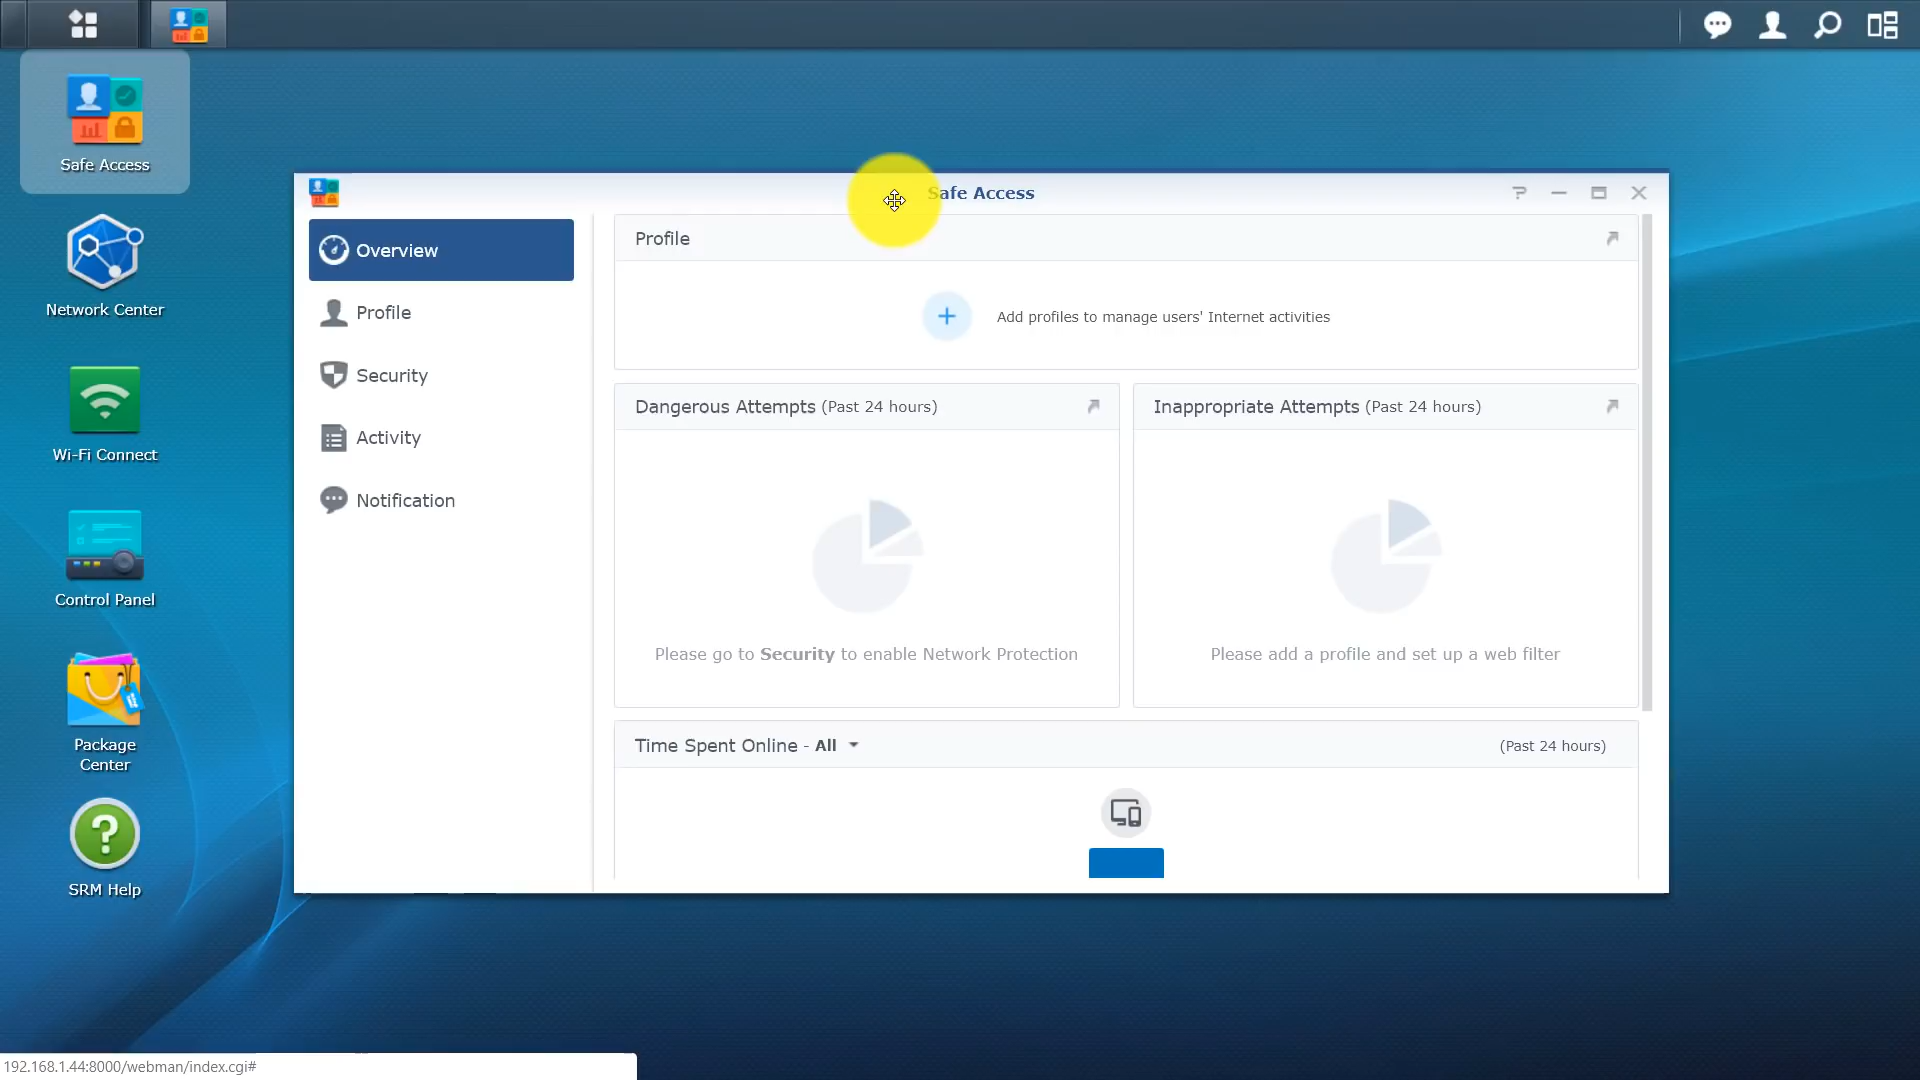 Safe Access
Network Center
Wi-Fi Connect
Control Panel
Package
Center
SRM Help
Safe Access
Overview
Profile
Security
Activity
Notification
Profile
Add profiles to manage users' Internet activities
Dangerous Attempts (Past 24 hours)
Please go to Security to enable Network Protection
Inappropriate Attempts (Past 24 hours)
Please add a profile and set up a web filter
Time Spent Online - All
(Past 24 hours)
192.168.1.44:8000/webman/index.cgi#